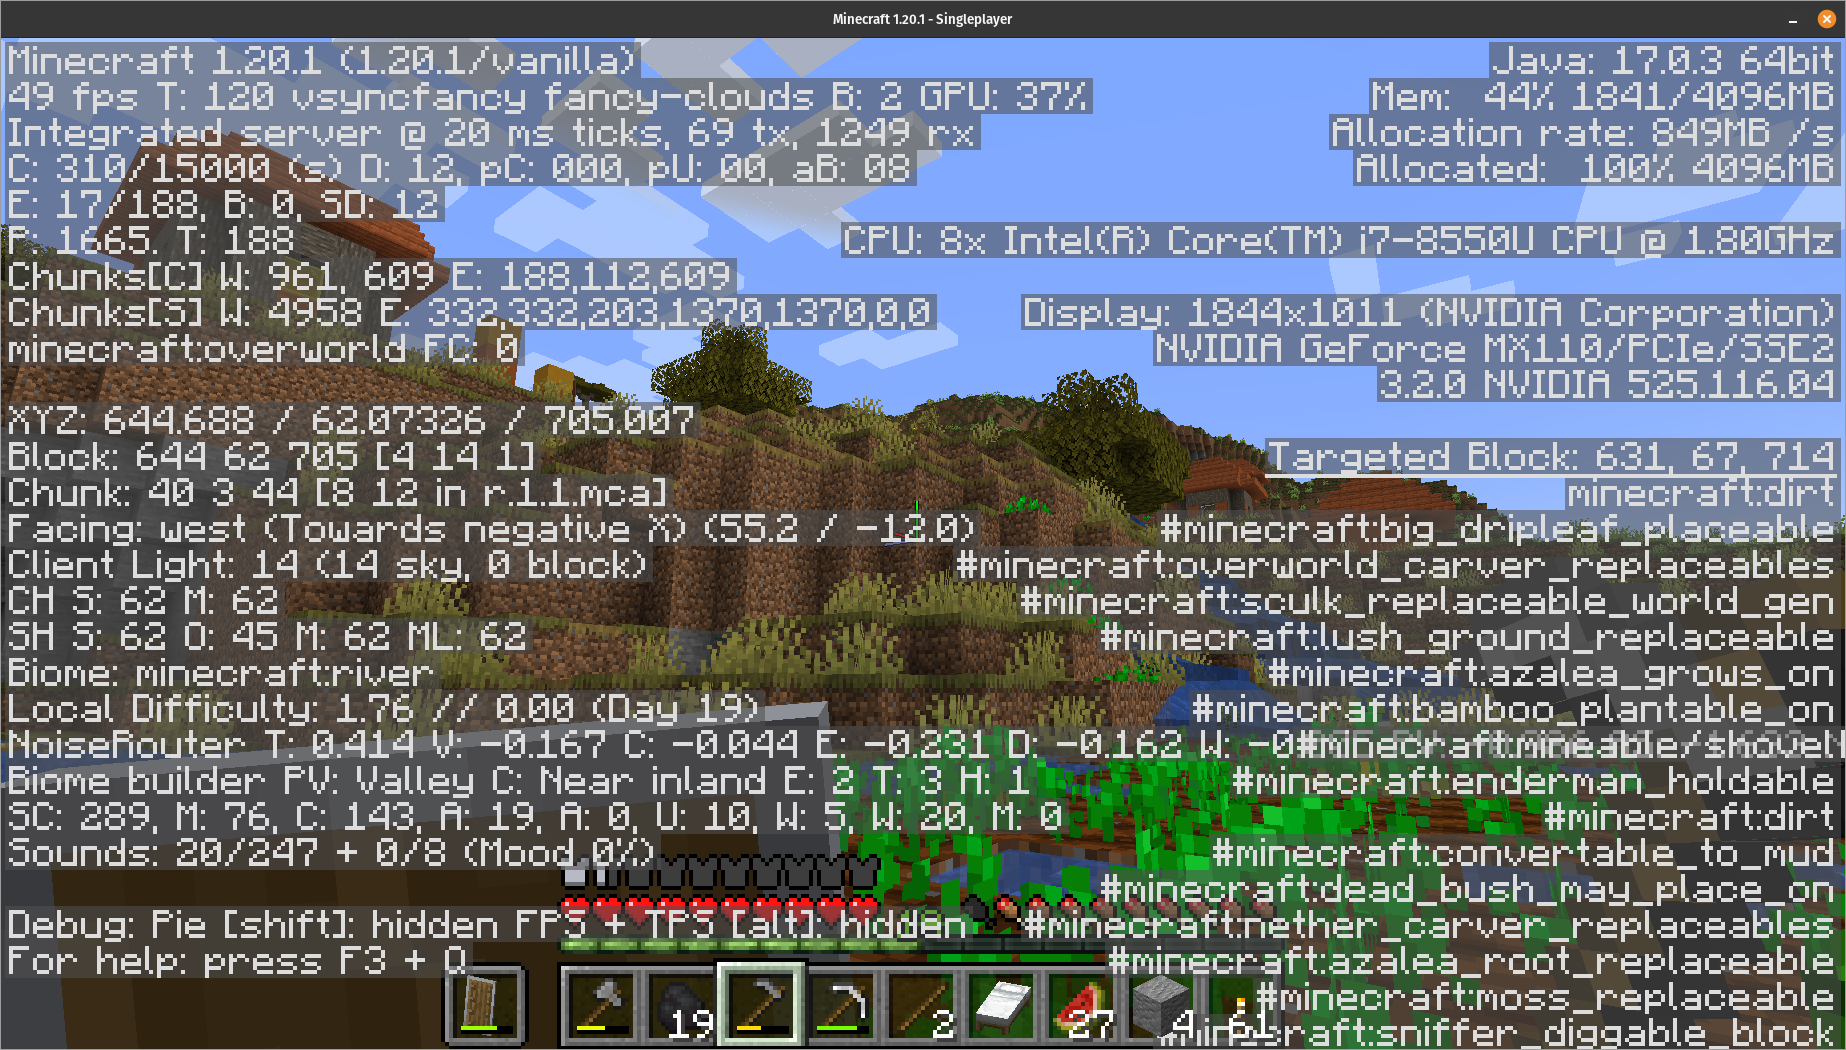 Minecraft 1.20.1 - Singleplayer
Minecraft 1.20.1 (1.20.1/vanilla)
49 fps T: 120 vsyncfancy fancy-clouds B: 2 GPU: 37%
Integrated server @ 20 ms ticks, 69 tx, 1249 rx
C: 310/15000 (s) D: 12, pC: 000, pU: 00, aB: 08
E: 17/188, B: 0, SD: 12
P: 1665. T: 188
Chunks[C] W: 961, 609 E: 188,112,609
Chunks[S] W: 4958 E: 332,332,203,1370,1370,0,0
minecraft:overworld FC: 0
XYZ: 644.688 / 62.07326 / 705.007
Block: 644 62 705 [4 14 1]
Chunk: 40 3 44 [8 12 in r.1.1.mca]
Facing: west (Towards negative X) (55.2 / -12.0)
Client Light: 14 (14 sky, 0 block)
CH S: 62 M: 62
SH S: 62 O: 45 M: 62 ML: 62
Biome: minecraft:river
Local Difficulty: 1.76 // 0.00 (Day 19)
NoiseRouter T: 0.414 V: -0.167 C: -0.044 E: -0.231 D: -0.162 W: -0
Biome builder PV: Valley C: Near inland E: 2 T: 3 H: 1
SC: 289, M: 76, C: 143, A: 19, A: 0, U: 10, W: 5, W: 20, M: 0
Sounds: 20/247 + 0/8 (Mood 0%)
Debug: Pie [shift]: hidden FPS + TPS [alt]: hidden
For help: press F3 + Q
Java: 17.0.3 64bit
Mem: 44% 1841/4096MB
Allocation rate: 849MB /s
Allocated: 100% 4096MB
CPU: 8x Intel(R) Core(TM) i7-8550U CPU @ 1.80GHz
Display: 1844x1011 (NVIDIA Corporation)
NVIDIA GeForce MX110/PCIe/SSE2
3.2.0 NVIDIA 525.116.04
Targeted Block: 631, 67, 714
minecraft:dirt
#minecraft:big_dripleaf_placeable
#minecraft:overworld_carver_replaceables
#minecraft:sculk_replaceable_world_gen
#minecraft:lush_ground_replaceable
#minecraft:azalea_grows_on
#minecraft:bamboo_plantable_on
#minecraft:mineable/shovel
#minecraft:enderman_holdable
#minecraft:dirt
#minecraft:convertable_to_mud
#minecraft:dead_bush_may_place_on
#minecraft:nether_carver_replaceables
#minecraft:azalea_root_replaceable
#minecraft:moss_replaceable
#minecraft:sniffer_diggable_block
19
2
27
4
61